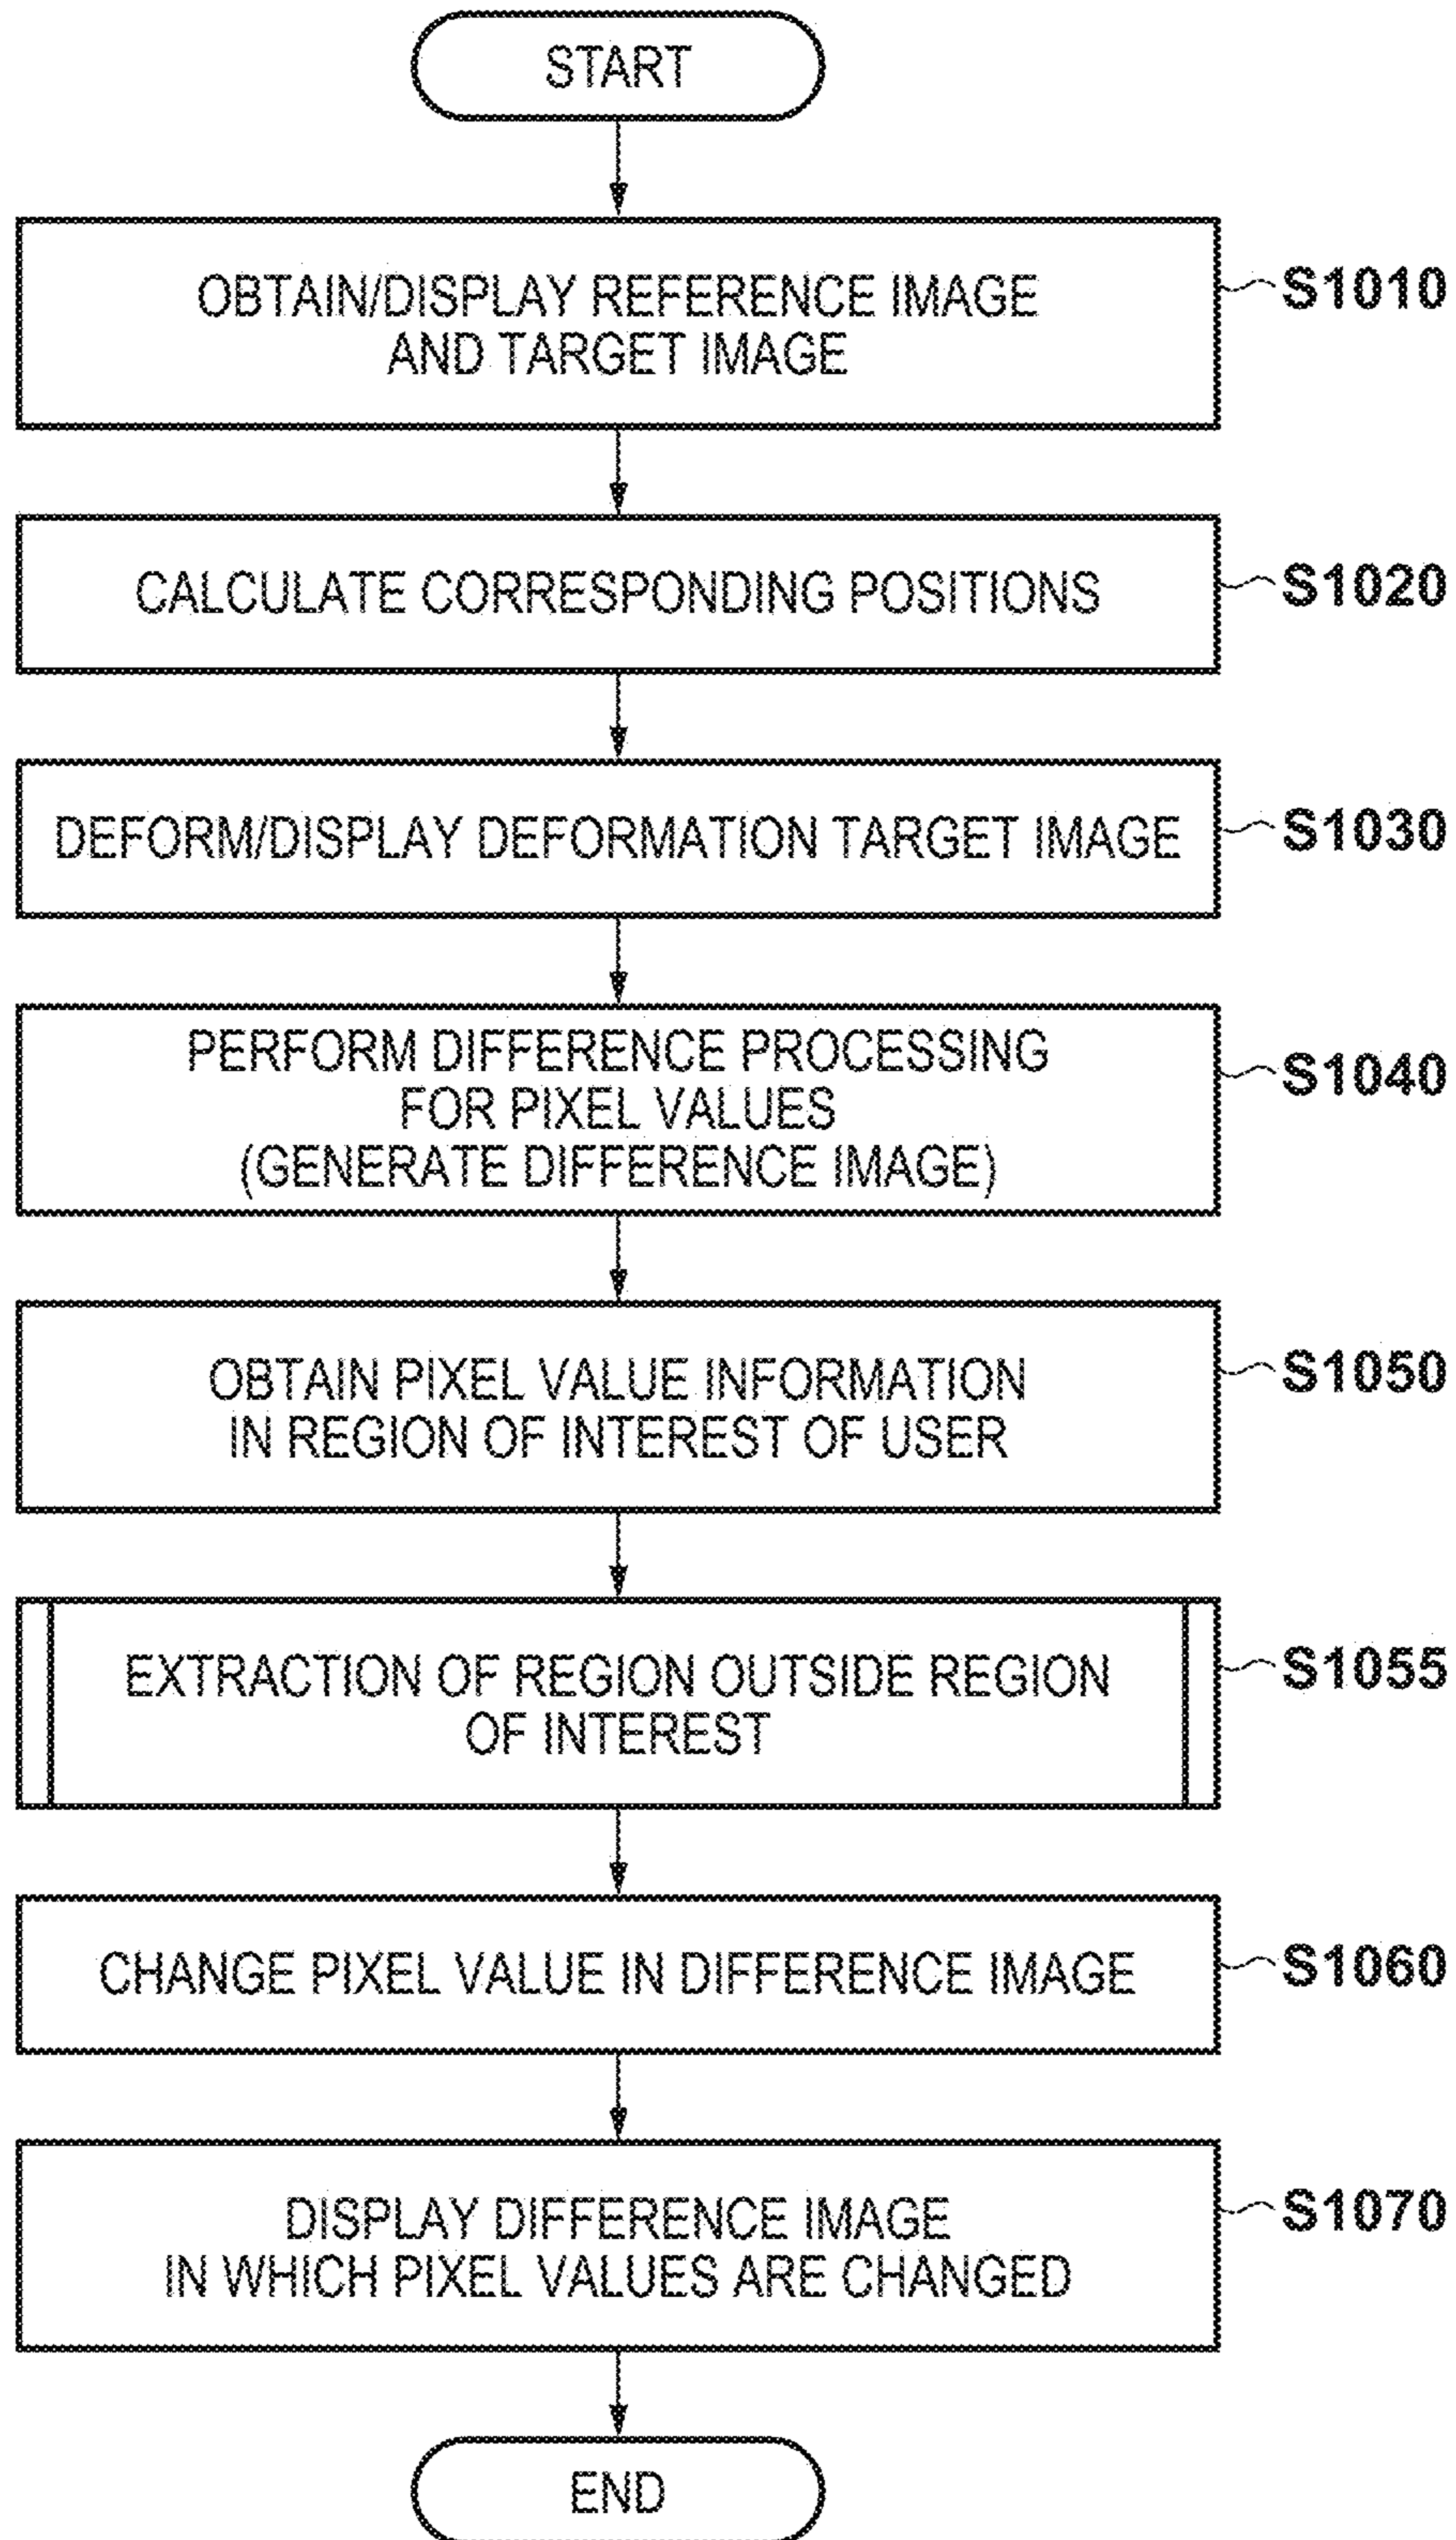 START
OBTAIN/DISPLAY REFERENCE IMAGE
AND TARGET IMAGE
S1010
CALCULATE CORRESPONDING POSITIONS
S1020
DEFORM/DISPLAY DEFORMATION TARGET IMAGE
S1030
PERFORM DIFFERENCE PROCESSING
FOR PIXEL VALUES
(GENERATE DIFFERENCE IMAGE)
S1040
OBTAIN PIXEL VALUE INFORMATION
IN REGION OF INTEREST OF USER
S1050
EXTRACTION OF REGION OUTSIDE REGION
OF INTEREST
S1055
CHANGE PIXEL VALUE IN DIFFERENCE IMAGE
S1060
DISPLAY DIFFERENCE IMAGE
IN WHICH PIXEL VALUES ARE CHANGED
S1070
END